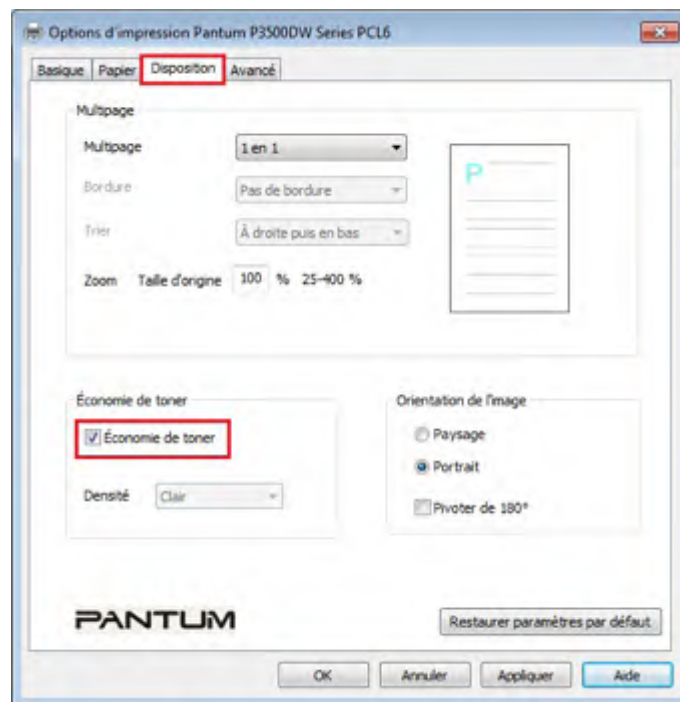 Options d'impression Pantum P3500DW Series PCL6
Basique Papier Disposition Avancé
Multipage
Multipage 1 en 1
P
Bordure Pas de bordure
Trier À droite puis en bas
Zoom Taille d'origine 100 % 25-400 %
Économie de toner
Économie de toner
Densité Clair
Orientation de l'image
Paysage
Portrait
Pivoter de 180°
PANTUM
Restaurer paramètres par défaut
OK Annuler Appliquer Aide